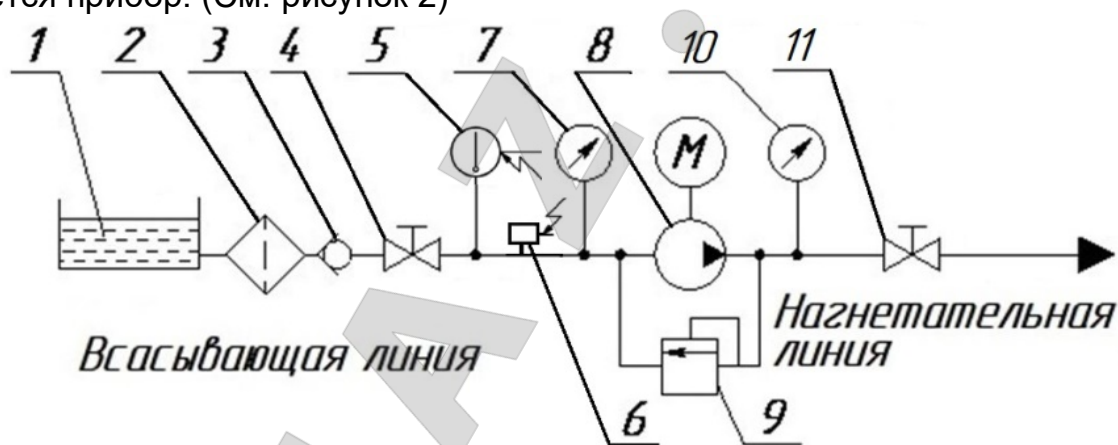 ется прибор. (См. рисунок 2)
1 2 3 4 5 7 8 10 11
М
Нагнетательная
Всасывающая линия линия
6 9